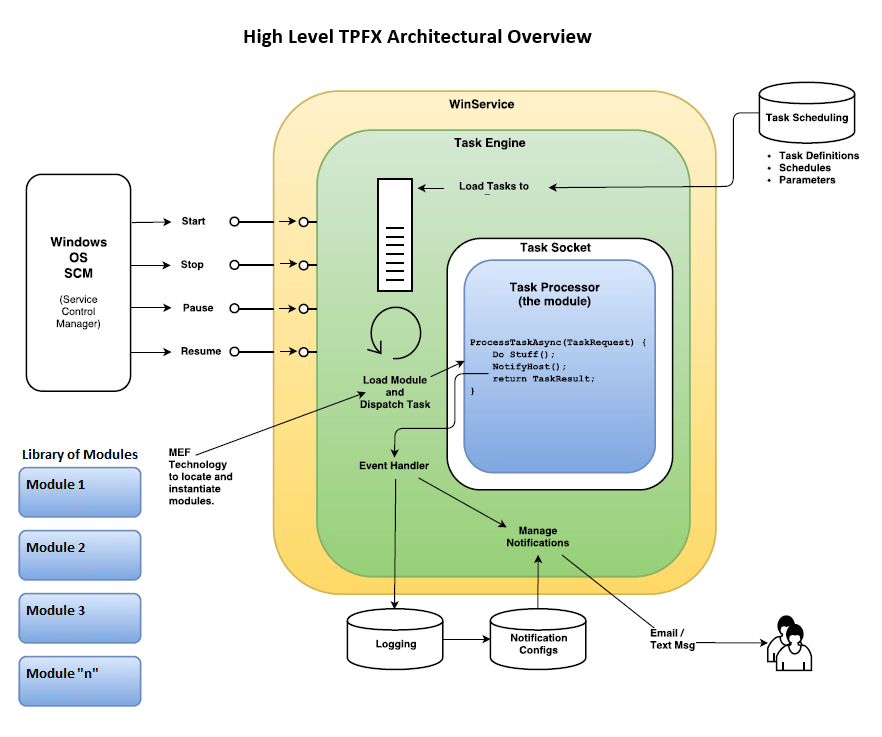 High Level TPFX Architectural Overview
WinService
Task Engine
Task Scheduling
• Task Definitions
• Schedules
• Parameters
Load Tasks to
Windows
OS
SCM
(Service
Control
Manager)
Start
Stop
Pause
Resume
Task Socket
Task Processor
(the module)
ProcessTaskAsync(TaskRequest) {
Do Stuff();
NotifyHost();
return TaskResult;
}
Load Module
and
Dispatch Task
Event Handler
MEF
Technology
to locate and
instantiate
modules.
Library of Modules
Module 1
Module 2
Module 3
Module "n"
Manage
Notifications
Logging
Notification
Configs
Email /
Text Msg